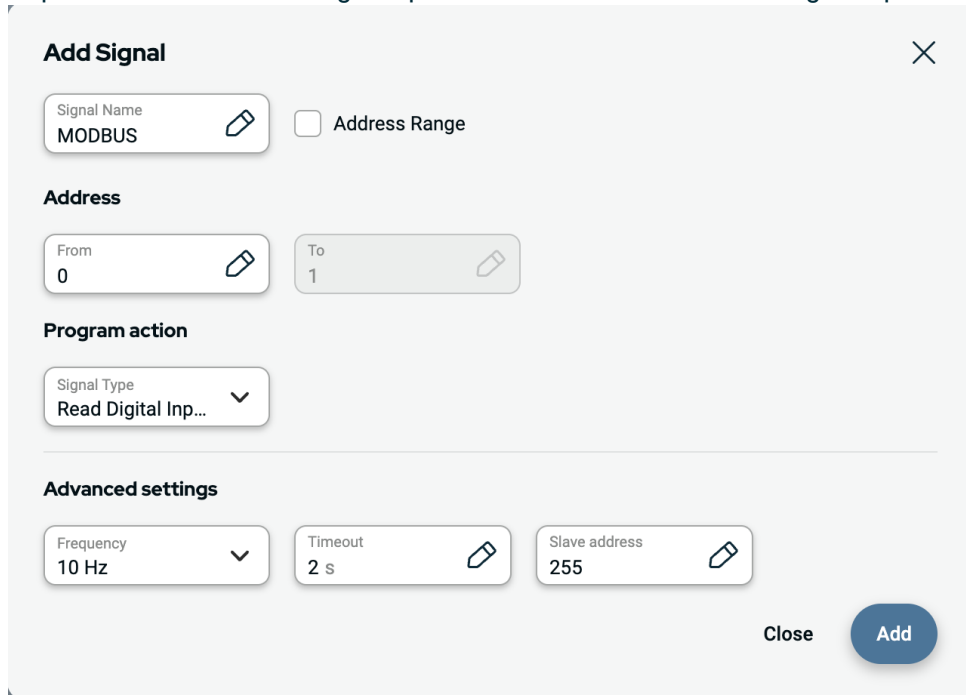 Add Signal
Signal Name
MODBUS
Address Range
Address
From
0
To
1
Program action
Signal Type
Read Digital Inp...
Advanced settings
Frequency
10 Hz
Timeout
2 s
Slave address
255
Close
Add